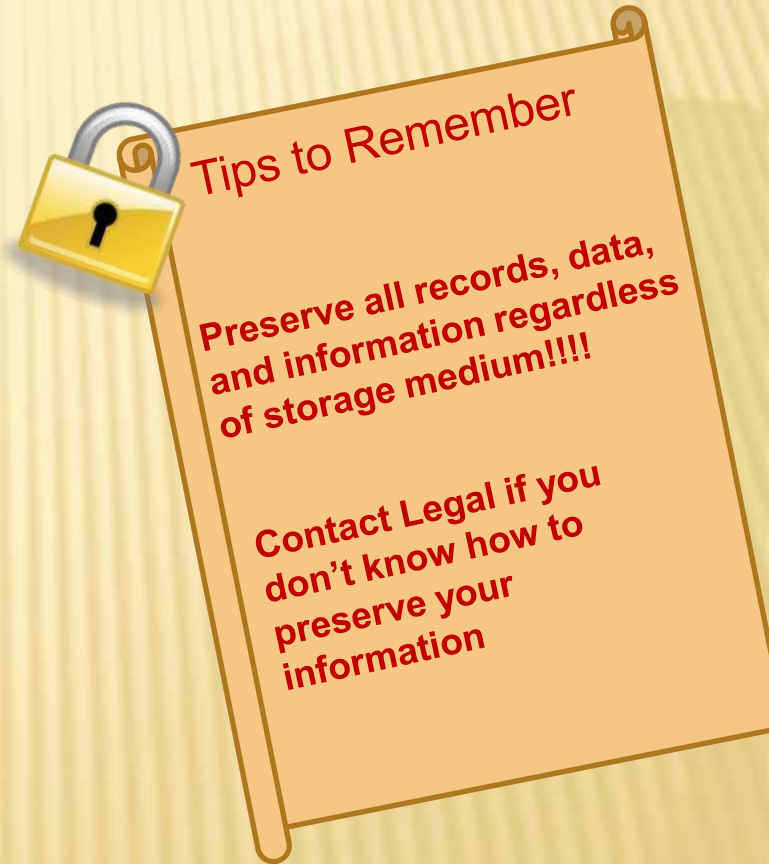 Tips to Remember
Preserve all records, data,
and information regardless
of storage medium!!!!
Contact Legal if you
don’t know how to
preserve your
information